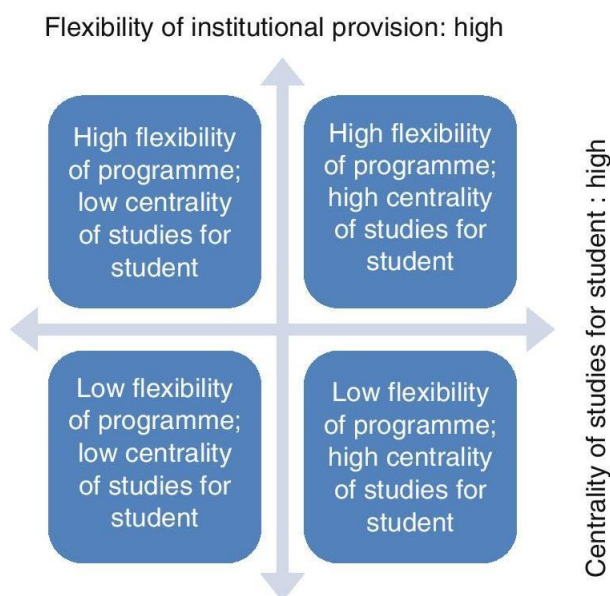 Flexibility of institutional provision: high
High flexibility
of programme;
low centrality
of studies for
student
High flexibility
of programme;
high centrality
of studies for
student
Low flexibility
of programme;
low centrality
of studies for
student
Low flexibility
of programme;
high centrality
of studies for
student
Centrality of studies for student : high